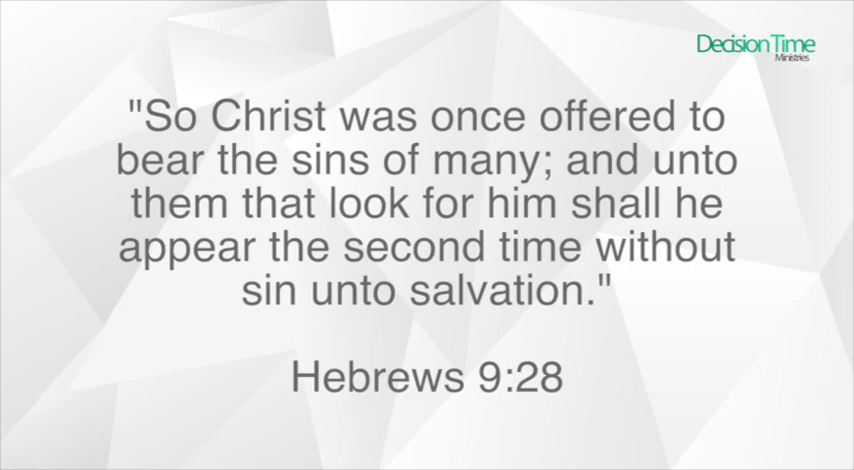 DecisionTime
Ministries
"So Christ was once offered to
bear the sins of many; and unto
them that look for him shall he
appear the second time without
sin unto salvation."
Hebrews 9:28